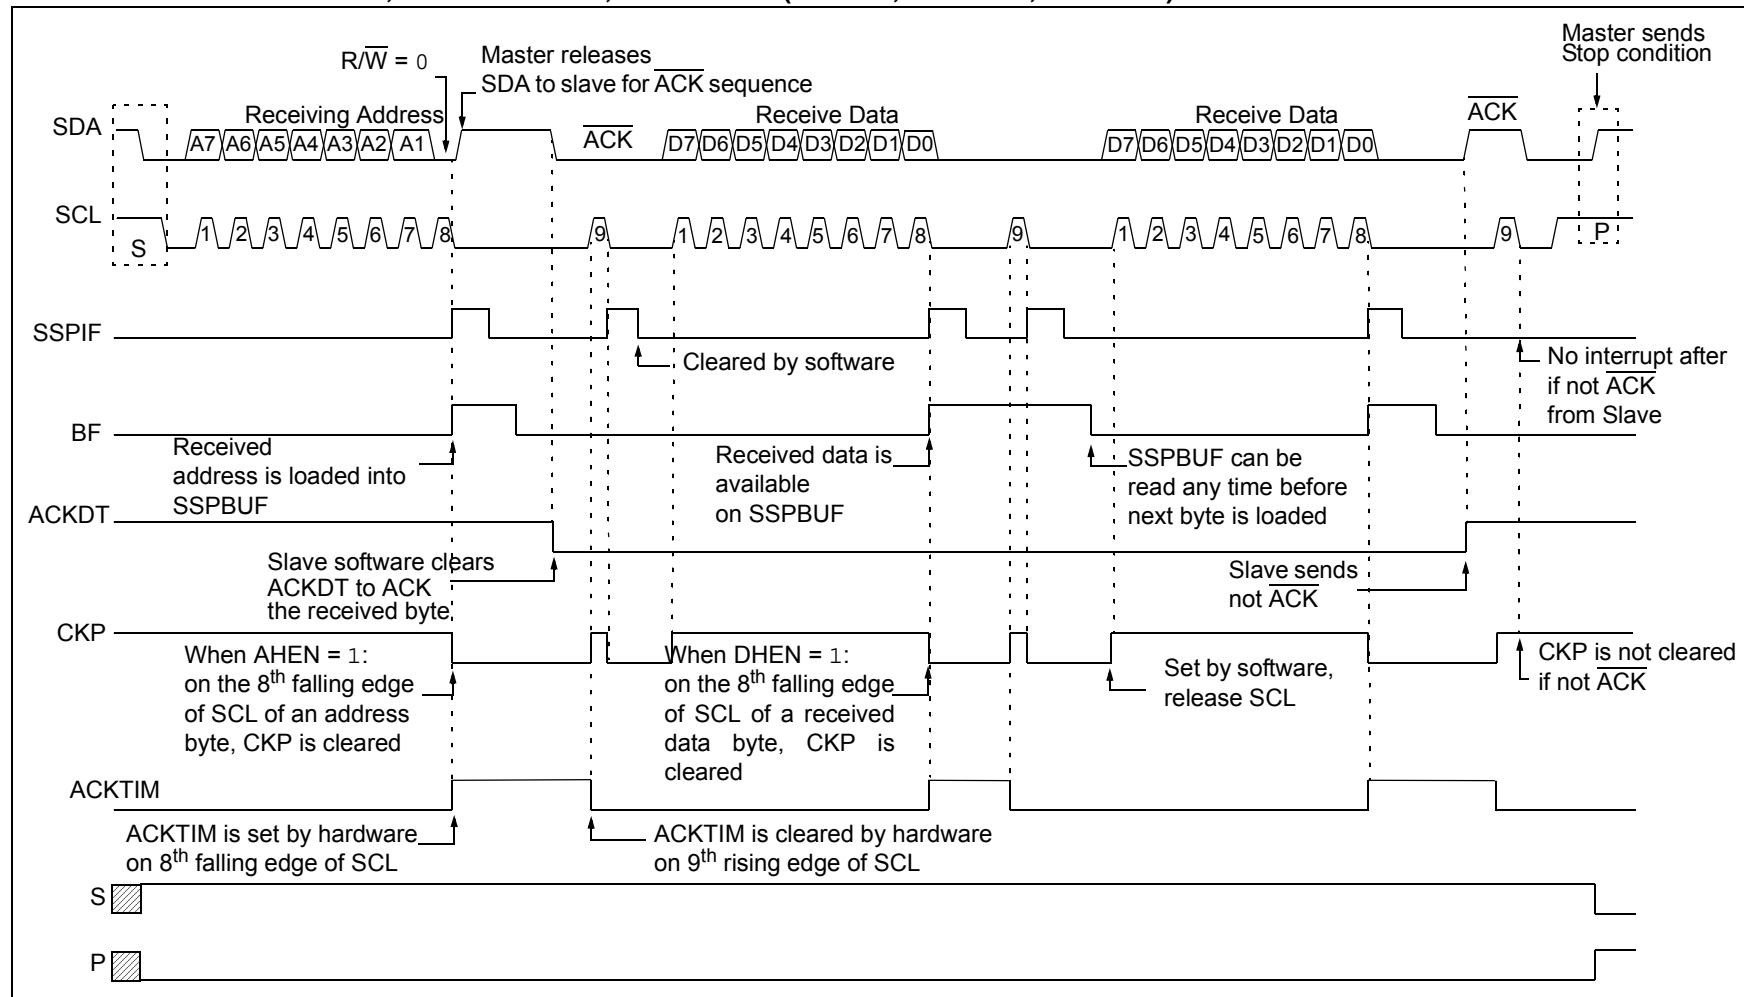 Master sends
Stop condition
R/W̅ = 0
Master releases
SDA to slave for A̅C̅K̅ sequence
SDA
Receiving Address
A̅C̅K̅
Receive Data
Receive Data
A̅C̅K̅
A7 A6 A5 A4 A3 A2 A1
D7 D6 D5 D4 D3 D2 D1 D0
D7 D6 D5 D4 D3 D2 D1 D0
SCL
S
1 2 3 4 5 6 7 8
9
1 2 3 4 5 6 7 8
9
1 2 3 4 5 6 7 8
9
P
SSPIF
Cleared by software
No interrupt after
if not A̅C̅K̅
from Slave
BF
Received
address is loaded into
SSPBUF
Received data is
available
on SSPBUF
SSPBUF can be
read any time before
next byte is loaded
ACKDT
Slave software clears
ACKDT to ACK
the received byte
Slave sends
not A̅C̅K̅
CKP
When AHEN = 1:
on the 8th falling edge
of SCL of an address
byte, CKP is cleared
When DHEN = 1:
on the 8th falling edge
of SCL of a received
data byte, CKP is
cleared
Set by software,
release SCL
CKP is not cleared
if not A̅C̅K̅
ACKTIM
ACKTIM is set by hardware
on 8th falling edge of SCL
ACKTIM is cleared by hardware
on 9th rising edge of SCL
S
P